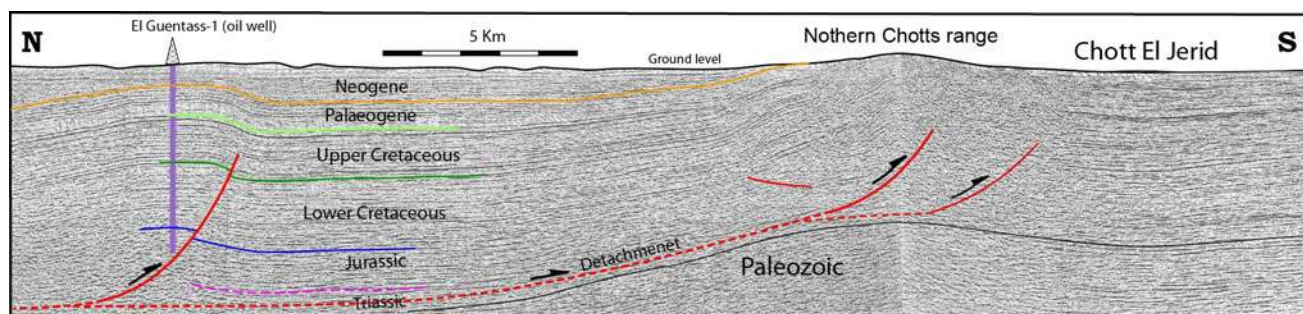 El Guentass-1 (oil well)
N
5 Km
Nothern Chotts range
Ground level
Chott El Jerid
S
Neogene
Palaeogene
Upper Cretaceous
Lower Cretaceous
Jurassic
Detachmenet
Paleozoic
Triassic